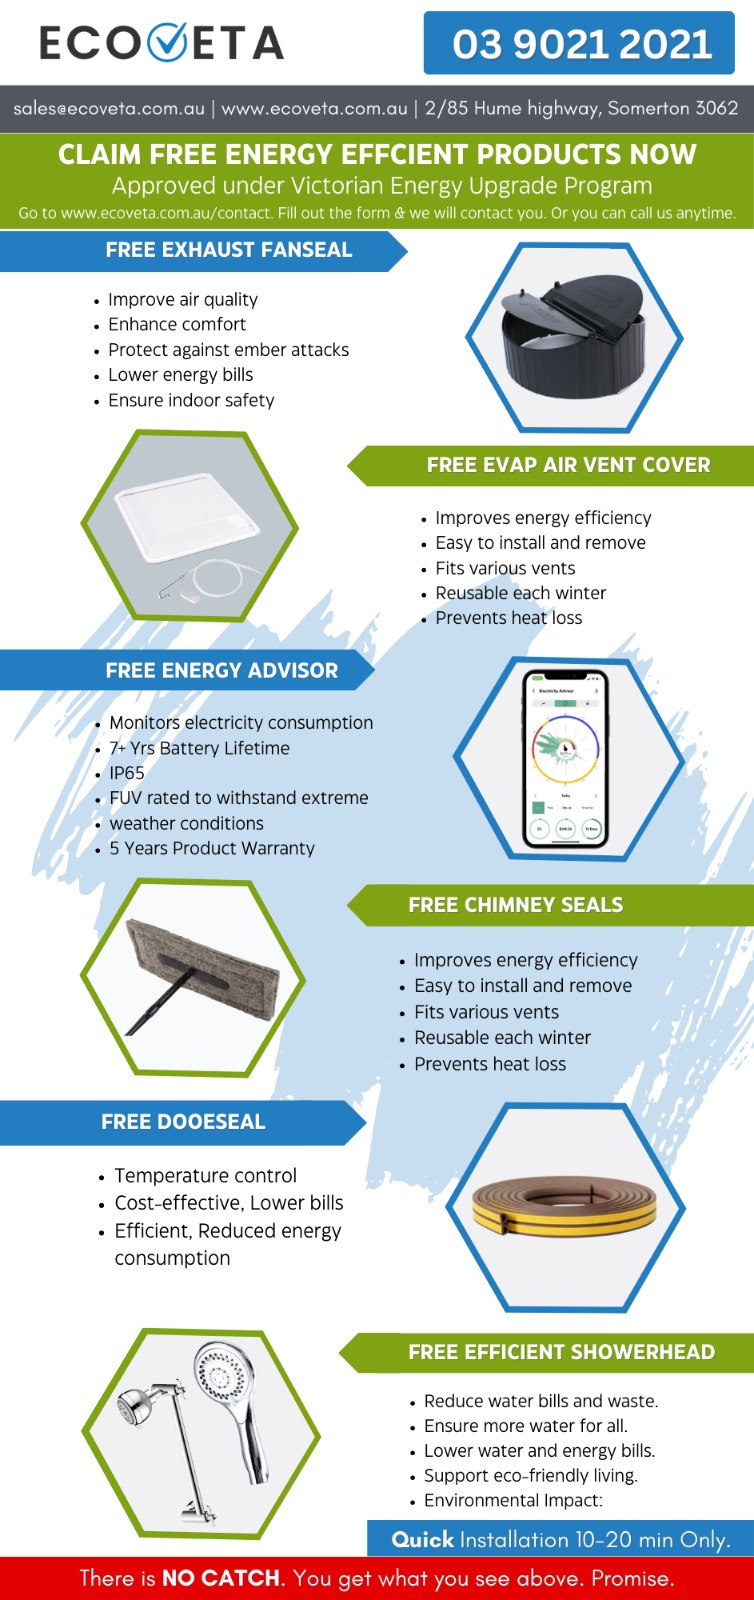 ECOVETA
03 9021 2021
sales@ecoveta.com.au | www.ecoveta.com.au | 2/85 Hume highway, Somerton 3062
CLAIM FREE ENERGY EFFCIENT PRODUCTS NOW
Approved under Victorian Energy Upgrade Program
Go to www.ecoveta.com.au/contact. Fill out the form & we will contact you. Or you can call us anytime.
FREE EXHAUST FANSEAL
• Improve air quality
• Enhance comfort
• Protect against ember attacks
• Lower energy bills
• Ensure indoor safety
FREE EVAP AIR VENT COVER
• Improves energy efficiency
• Easy to install and remove
• Fits various vents
• Reusable each winter
• Prevents heat loss
FREE ENERGY ADVISOR
• Monitors electricity consumption
• 7+ Yrs Battery Lifetime
• IP65
• FUV rated to withstand extreme
• weather conditions
• 5 Years Product Warranty
Electricity Advisor
Today
FREE CHIMNEY SEALS
• Improves energy efficiency
• Easy to install and remove
• Fits various vents
• Reusable each winter
• Prevents heat loss
FREE DOOESEAL
• Temperature control
• Cost-effective, Lower bills
• Efficient, Reduced energy
consumption
FREE EFFICIENT SHOWERHEAD
• Reduce water bills and waste.
• Ensure more water for all.
• Lower water and energy bills.
• Support eco-friendly living.
• Environmental Impact:
Quick Installation 10-20 min Only.
There is NO CATCH. You get what you see above. Promise.